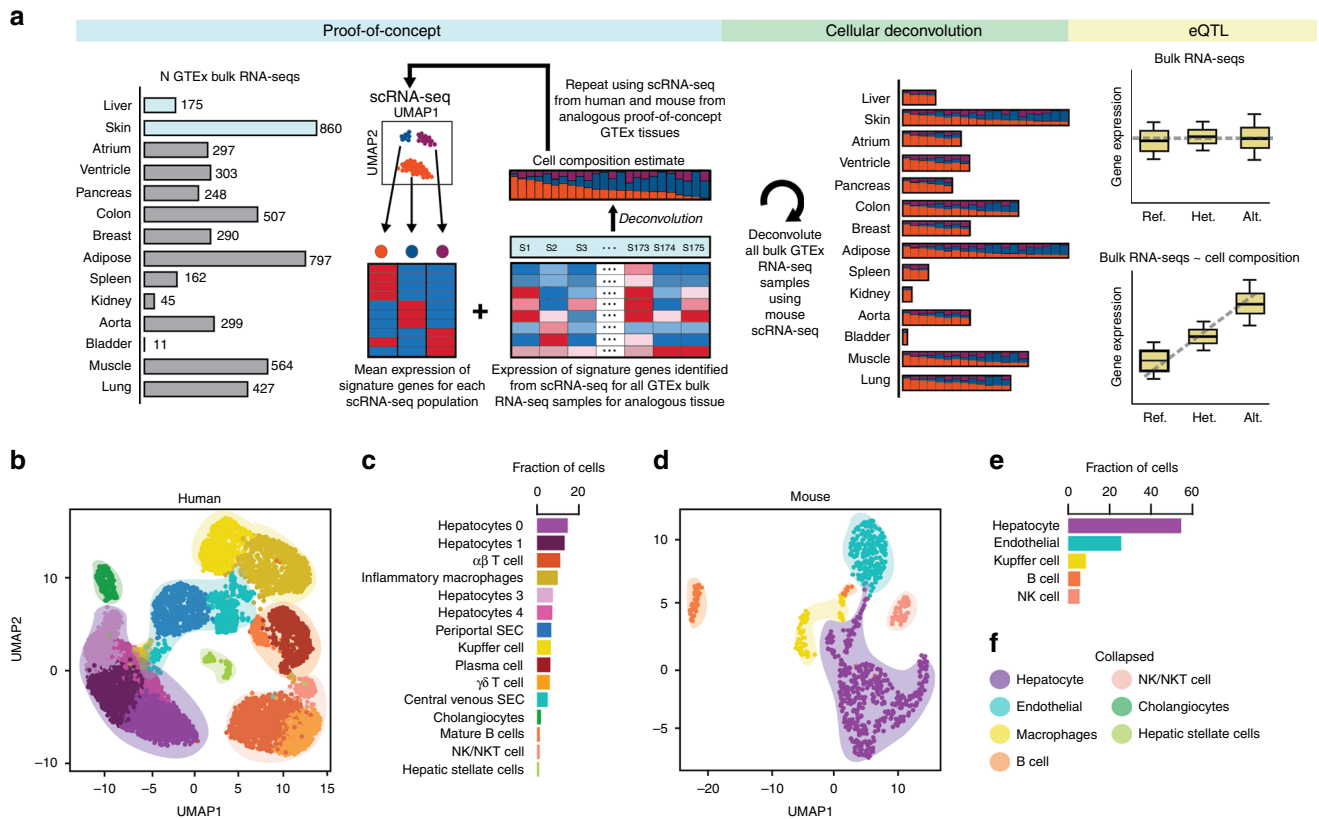 a
Proof-of-concept
Cellular deconvolution
eQTL
N GTEx bulk RNA-seqs
Liver 175
Skin 860
Atrium 297
Ventricle 303
Pancreas 248
Colon 507
Breast 290
Adipose 797
Spleen 162
Kidney 45
Aorta 299
Bladder 11
Muscle 564
Lung 427
scRNA-seq
UMAP1
UMAP2
Repeat using scRNA-seq
from human and mouse from
analogous proof-of-concept
GTEx tissues
Cell composition estimate
Deconvolution
S1 S2 S3 ··· S173 S174 S175
···
···
···
···
···
···
···
···
+
Mean expression of
signature genes for each
scRNA-seq population
Expression of signature genes identified
from scRNA-seq for all GTEx bulk
RNA-seq samples for analogous tissue
Deconvolute
all bulk GTEx
RNA-seq
samples
using
mouse
scRNA-seq
Liver
Skin
Atrium
Ventricle
Pancreas
Colon
Breast
Adipose
Spleen
Kidney
Aorta
Bladder
Muscle
Lung
Bulk RNA-seqs
Gene expression
Ref. Het. Alt.
Bulk RNA-seqs ~ cell composition
Gene expression
Ref. Het. Alt.
b
Human
UMAP2
10
0
−10
−10 −5 0 5 10 15
UMAP1
c
Fraction of cells
0 20
Hepatocytes 0
Hepatocytes 1
αβ T cell
Inflammatory macrophages
Hepatocytes 3
Hepatocytes 4
Periportal SEC
Kupffer cell
Plasma cell
γδ T cell
Central venous SEC
Cholangiocytes
Mature B cells
NK/NKT cell
Hepatic stellate cells
d
Mouse
10
5
0
−5
−20 −10 0 10
UMAP1
e
Fraction of cells
0 20 40 60
Hepatocyte
Endothelial
Kupffer cell
B cell
NK cell
f
Collapsed
Hepatocyte
Endothelial
Macrophages
B cell
NK/NKT cell
Cholangiocytes
Hepatic stellate cells